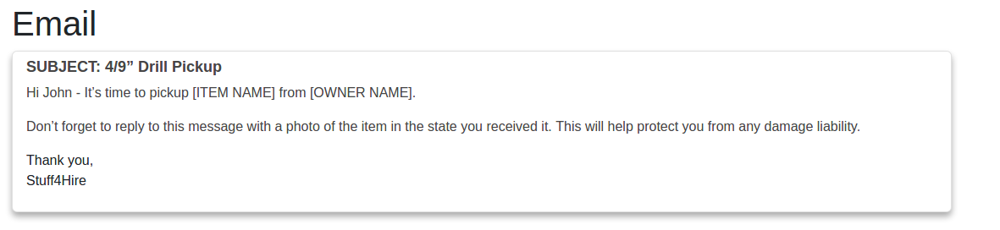 Email
SUBJECT: 4/9” Drill Pickup
Hi John - It’s time to pickup [ITEM NAME] from [OWNER NAME].
Don’t forget to reply to this message with a photo of the item in the state you received it. This will help protect you from any damage liability.
Thank you,
Stuff4Hire